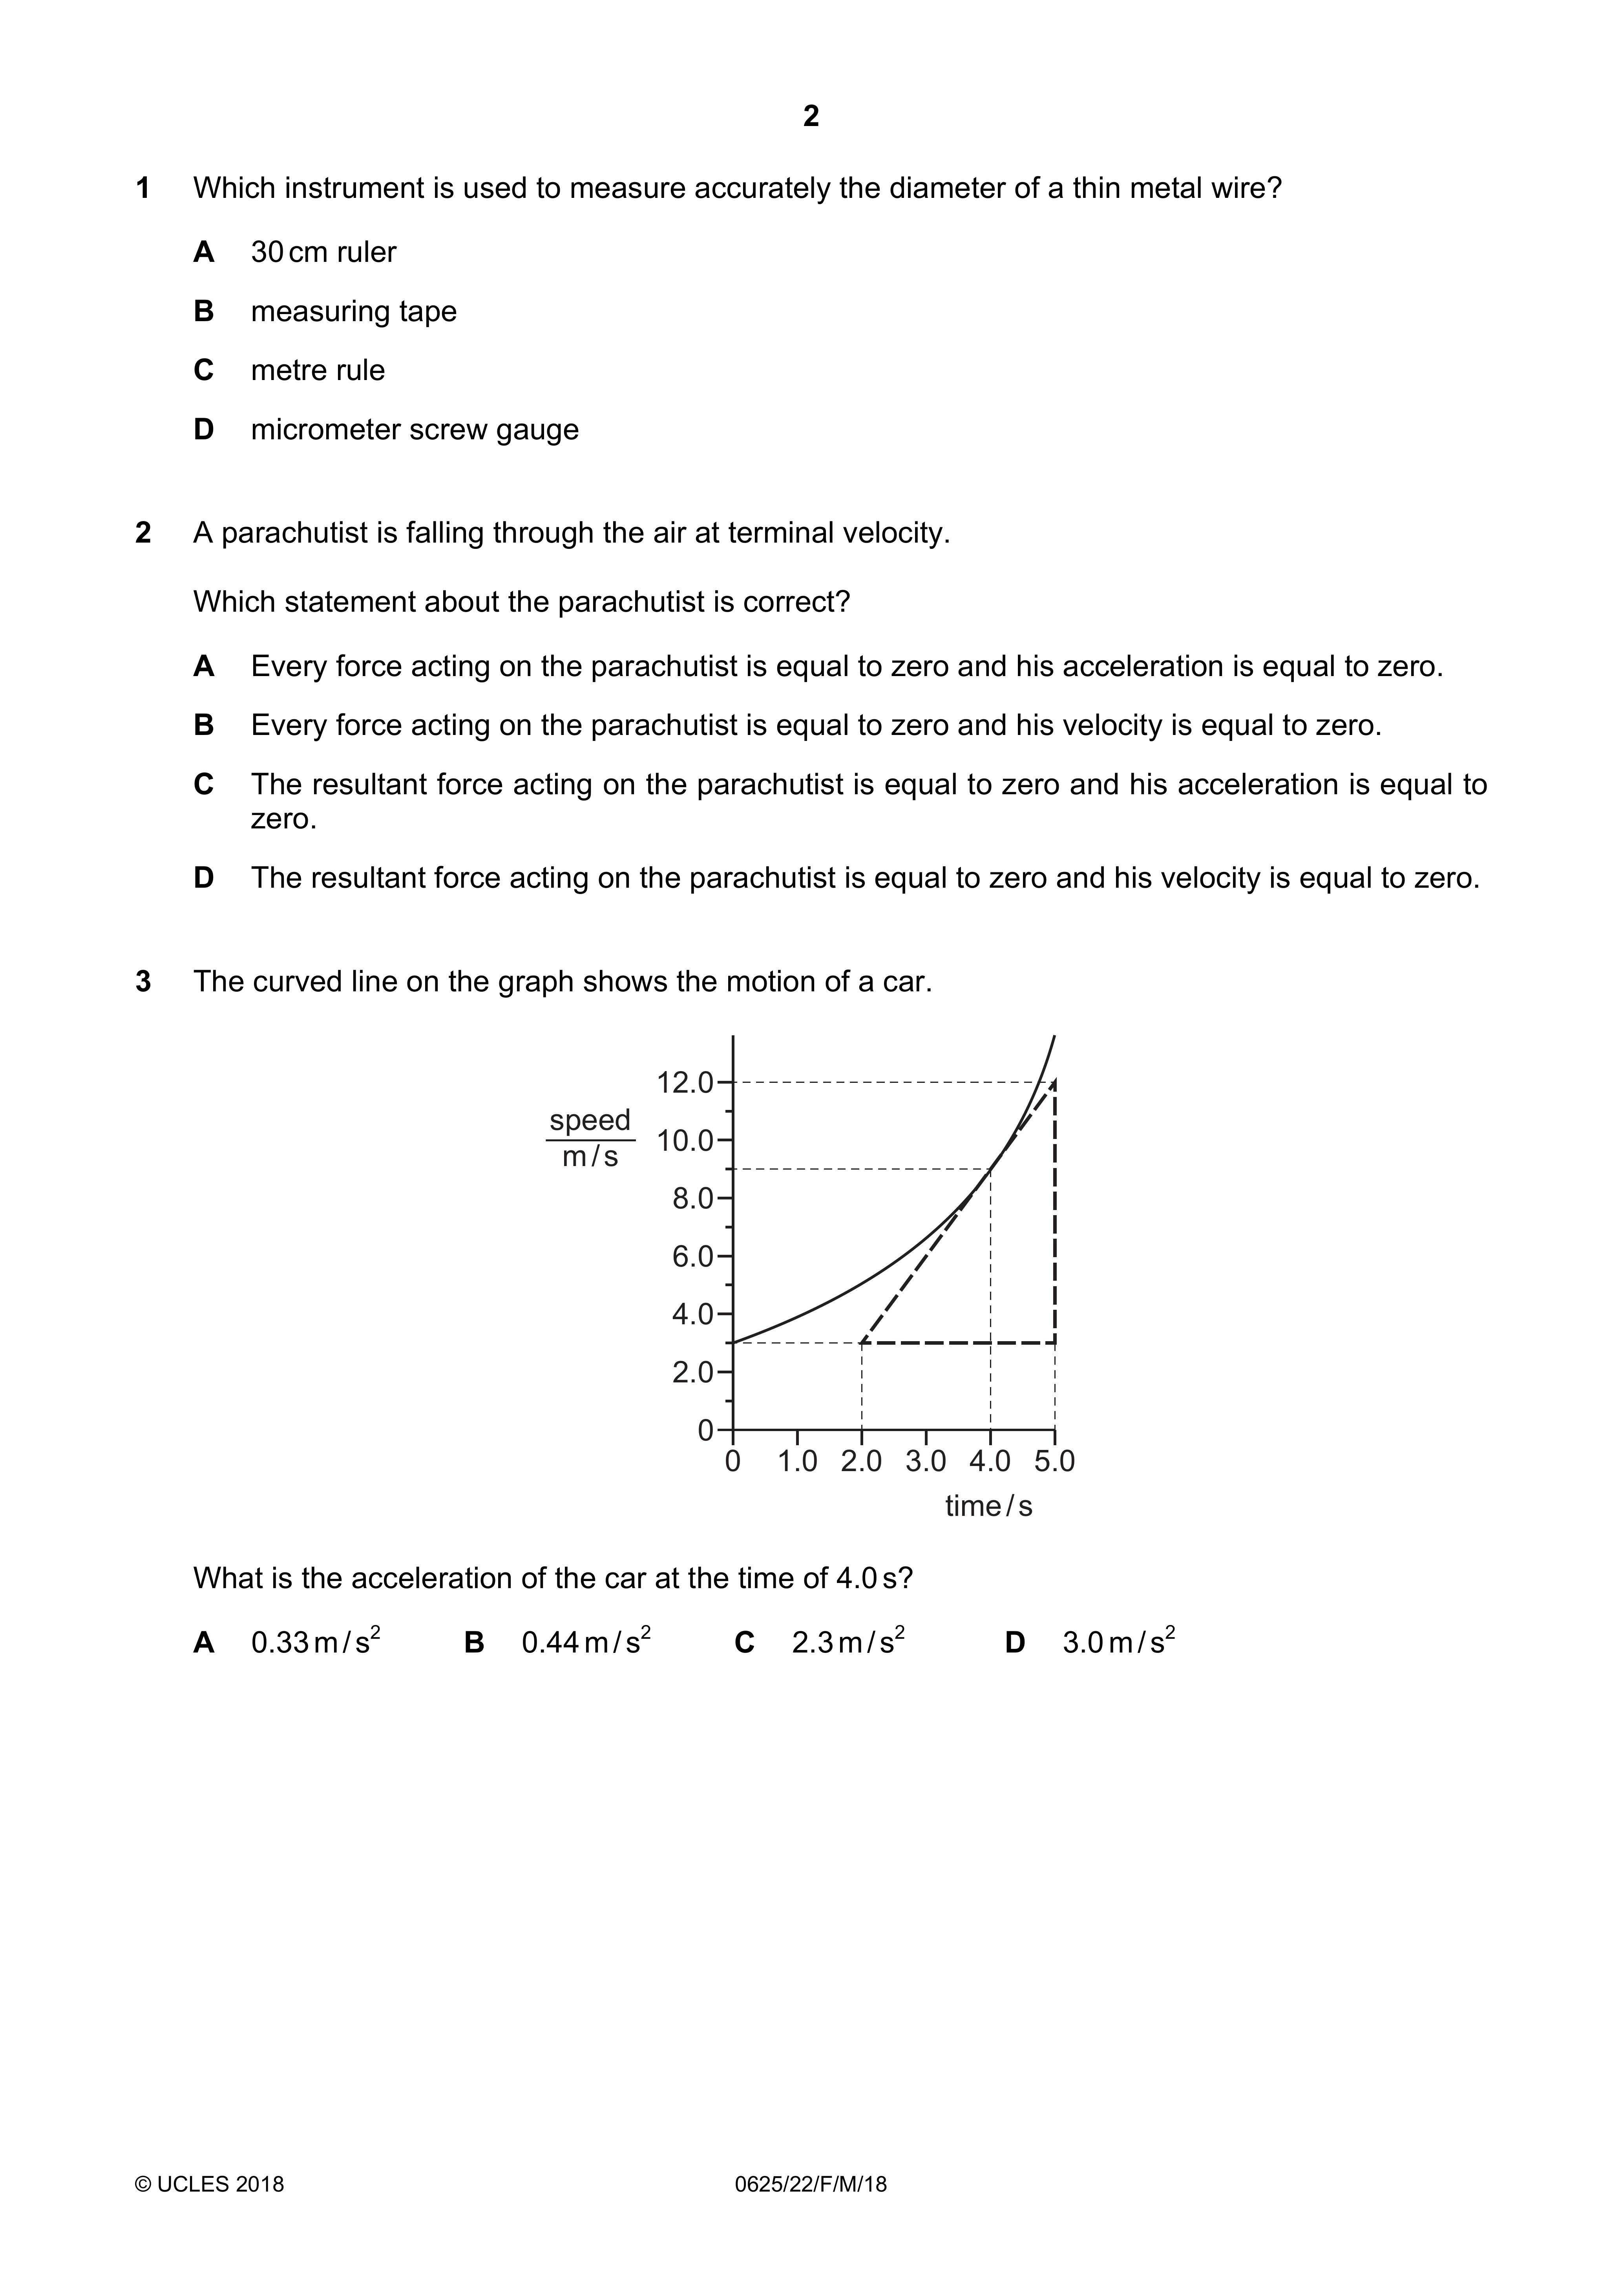 2
1 Which instrument is used to measure accurately the diameter of a thin metal wire?
A 30 cm ruler
B measuring tape
C metre rule
D micrometer screw gauge
2 A parachutist is falling through the air at terminal velocity.
Which statement about the parachutist is correct?
A Every force acting on the parachutist is equal to zero and his acceleration is equal to zero.
B Every force acting on the parachutist is equal to zero and his velocity is equal to zero.
C The resultant force acting on the parachutist is equal to zero and his acceleration is equal to
zero.
D The resultant force acting on the parachutist is equal to zero and his velocity is equal to zero.
3 The curved line on the graph shows the motion of a car.
12.0
speed
m / s
10.0
8.0
6.0
4.0
2.0
0
0 1.0 2.0 3.0 4.0 5.0
time / s
What is the acceleration of the car at the time of 4.0 s?
A 0.33 m / s² B 0.44 m / s² C 2.3 m / s² D 3.0 m / s²
© UCLES 2018 0625/22/F/M/18